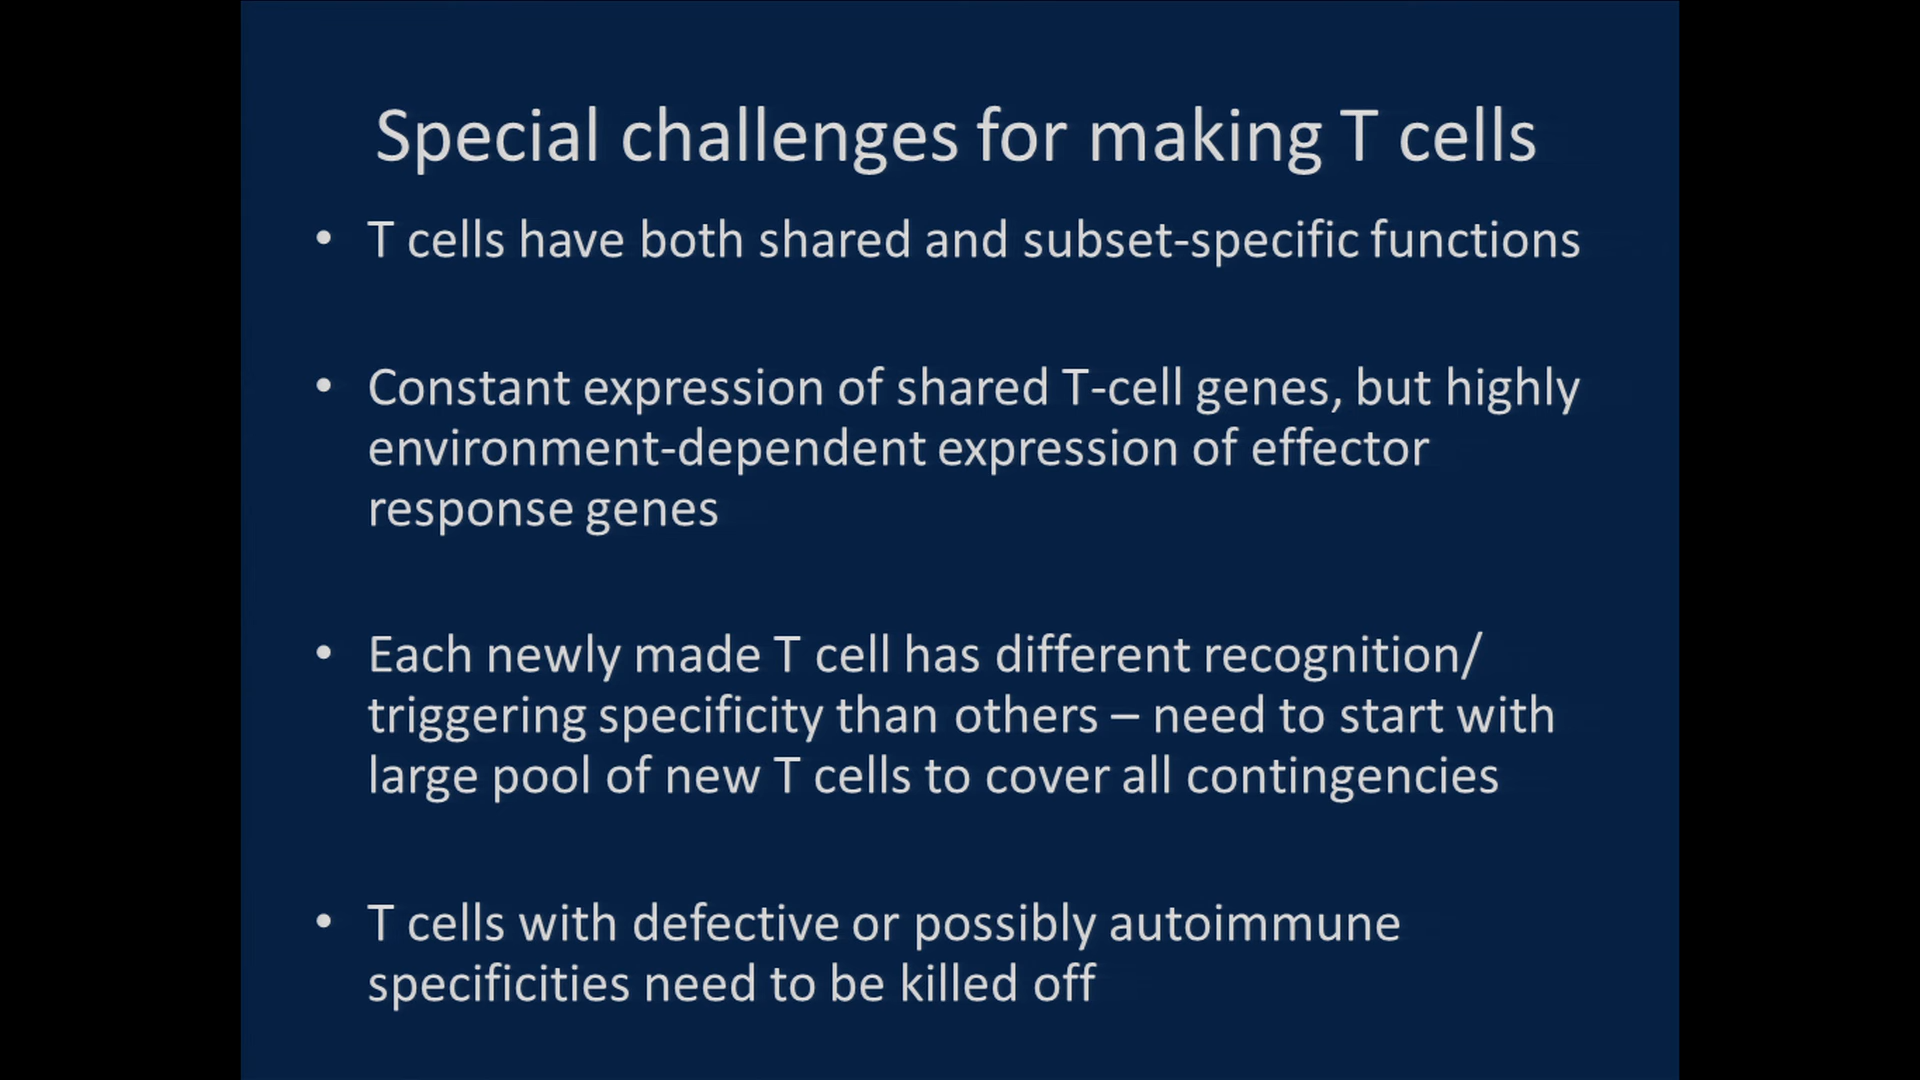 Special challenges for making T cells
• T cells have both shared and subset-specific functions
• Constant expression of shared T-cell genes, but highly
environment-dependent expression of effector
response genes
• Each newly made T cell has different recognition/
triggering specificity than others – need to start with
large pool of new T cells to cover all contingencies
• T cells with defective or possibly autoimmune
specificities need to be killed off